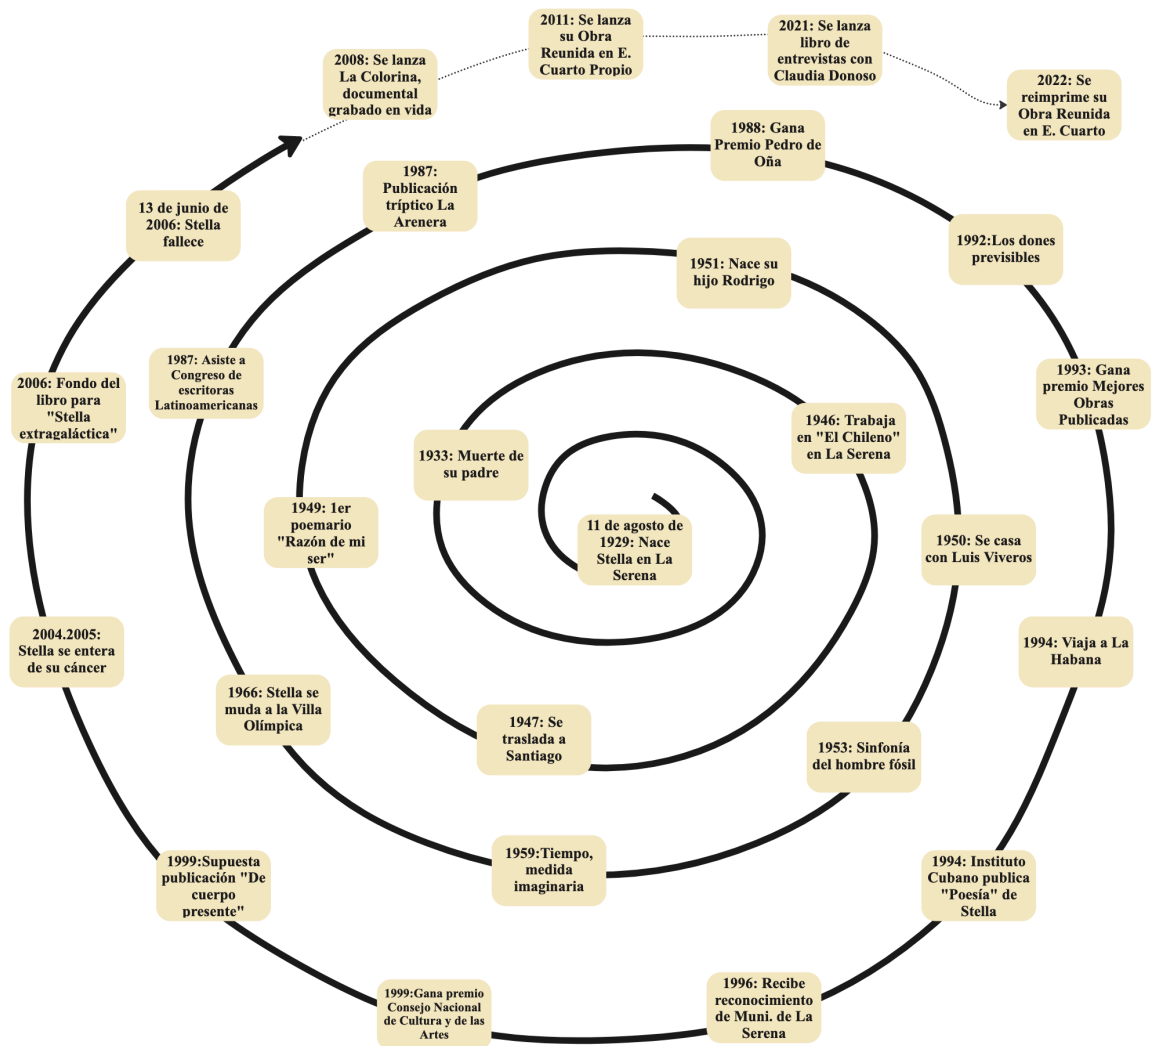 11 de agosto de
1929: Nace
Stella en La
Serena
1933: Muerte de
su padre
1946: Trabaja
en "El Chileno"
en La Serena
1947: Se
traslada a
Santiago
1949: 1er
poemario
"Razón de mi
ser"
1951: Nace su
hijo Rodrigo
1950: Se casa
con Luis Viveros
1953: Sinfonía
del hombre fósil
1959:Tiempo,
medida
imaginaria
1966: Stella se
muda a la Villa
Olímpica
1987: Asiste a
Congreso de
escritoras
Latinoamericanas
1987:
Publicación
tríptico La
Arenera
1988: Gana
Premio Pedro de
Oña
1992:Los dones
previsibles
1993: Gana
premio Mejores
Obras
Publicadas
1994: Viaja a La
Habana
1994: Instituto
Cubano publica
"Poesía" de
Stella
1996: Recibe
reconocimiento
de Muni. de La
Serena
1999:Gana premio
Consejo Nacional
de Cultura y de las
Artes
1999:Supuesta
publicación "De
cuerpo
presente"
2004.2005:
Stella se entera
de su cáncer
2006: Fondo del
libro para
"Stella
extragaláctica"
13 de junio de
2006: Stella
fallece
2008: Se lanza
La Colorina,
documental
grabado en vida
2011: Se lanza
su Obra
Reunida en E.
Cuarto Propio
2021: Se lanza
libro de
entrevistas con
Claudia Donoso
2022: Se
reimprime su
Obra Reunida
en E. Cuarto